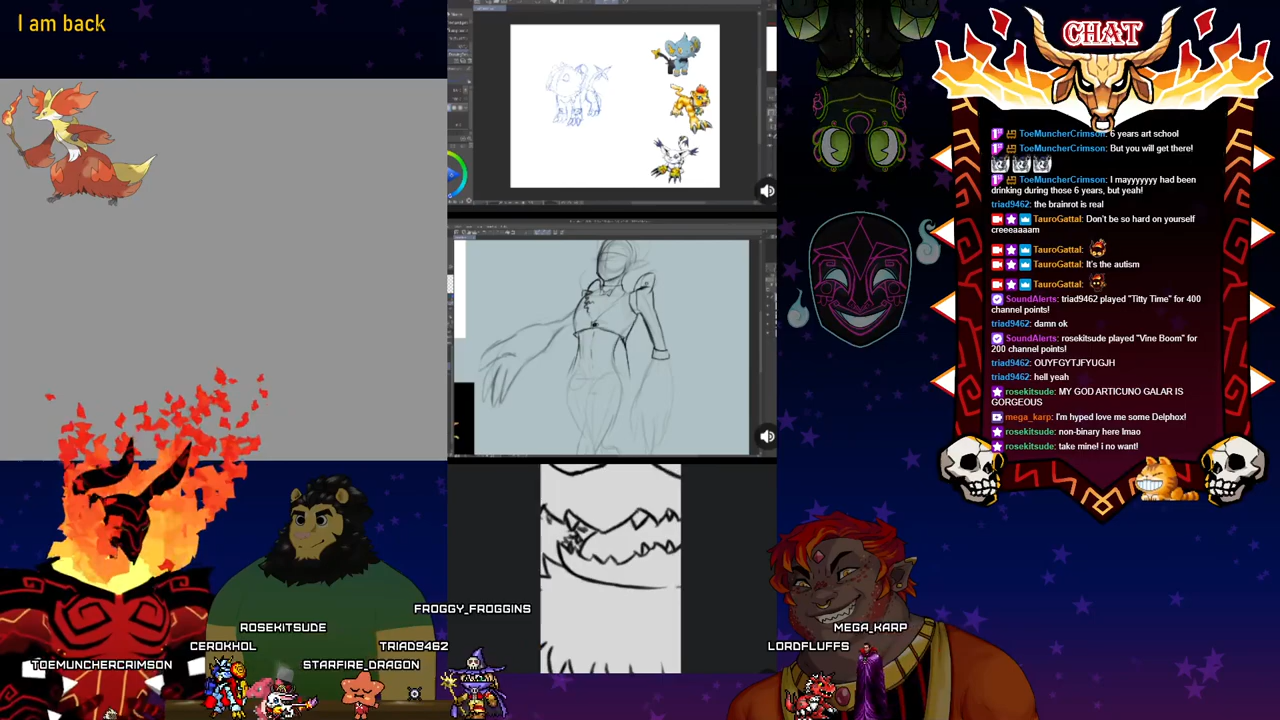 I am back
CHAT
ToeMuncherCrimson: 6 years art school
ToeMuncherCrimson: But you will get there!
ToeMuncherCrimson: I mayyyyyy had been
drinking during those 6 years, but yeah!
triad9462: the brainrot is real
TauroGattal: Don't be so hard on yourself
creeeaaaam
TauroGattal:
TauroGattal: It's the autism
TauroGattal:
SoundAlerts: triad9462 played "Titty Time" for 400
channel points!
triad9462: damn ok
SoundAlerts: rosekitsude played "Vine Boom" for
200 channel points!
triad9462: OUYFGYTJFYUGJH
triad9462: hell yeah
rosekitsude: MY GOD ARTICUNO GALAR IS
GORGEOUS
mega_karp: I'm hyped love me some Delphox!
rosekitsude: non-binary here lmao
rosekitsude: take mine! i no want!
FROGGY_FROGGINS
ROSEKITSUDE
MEGA_KARP
CEROKHOL
TRIAD9462
LORDFLUFFS
TOEMUNCHERCRIMSON
STARFIRE_DRAGON